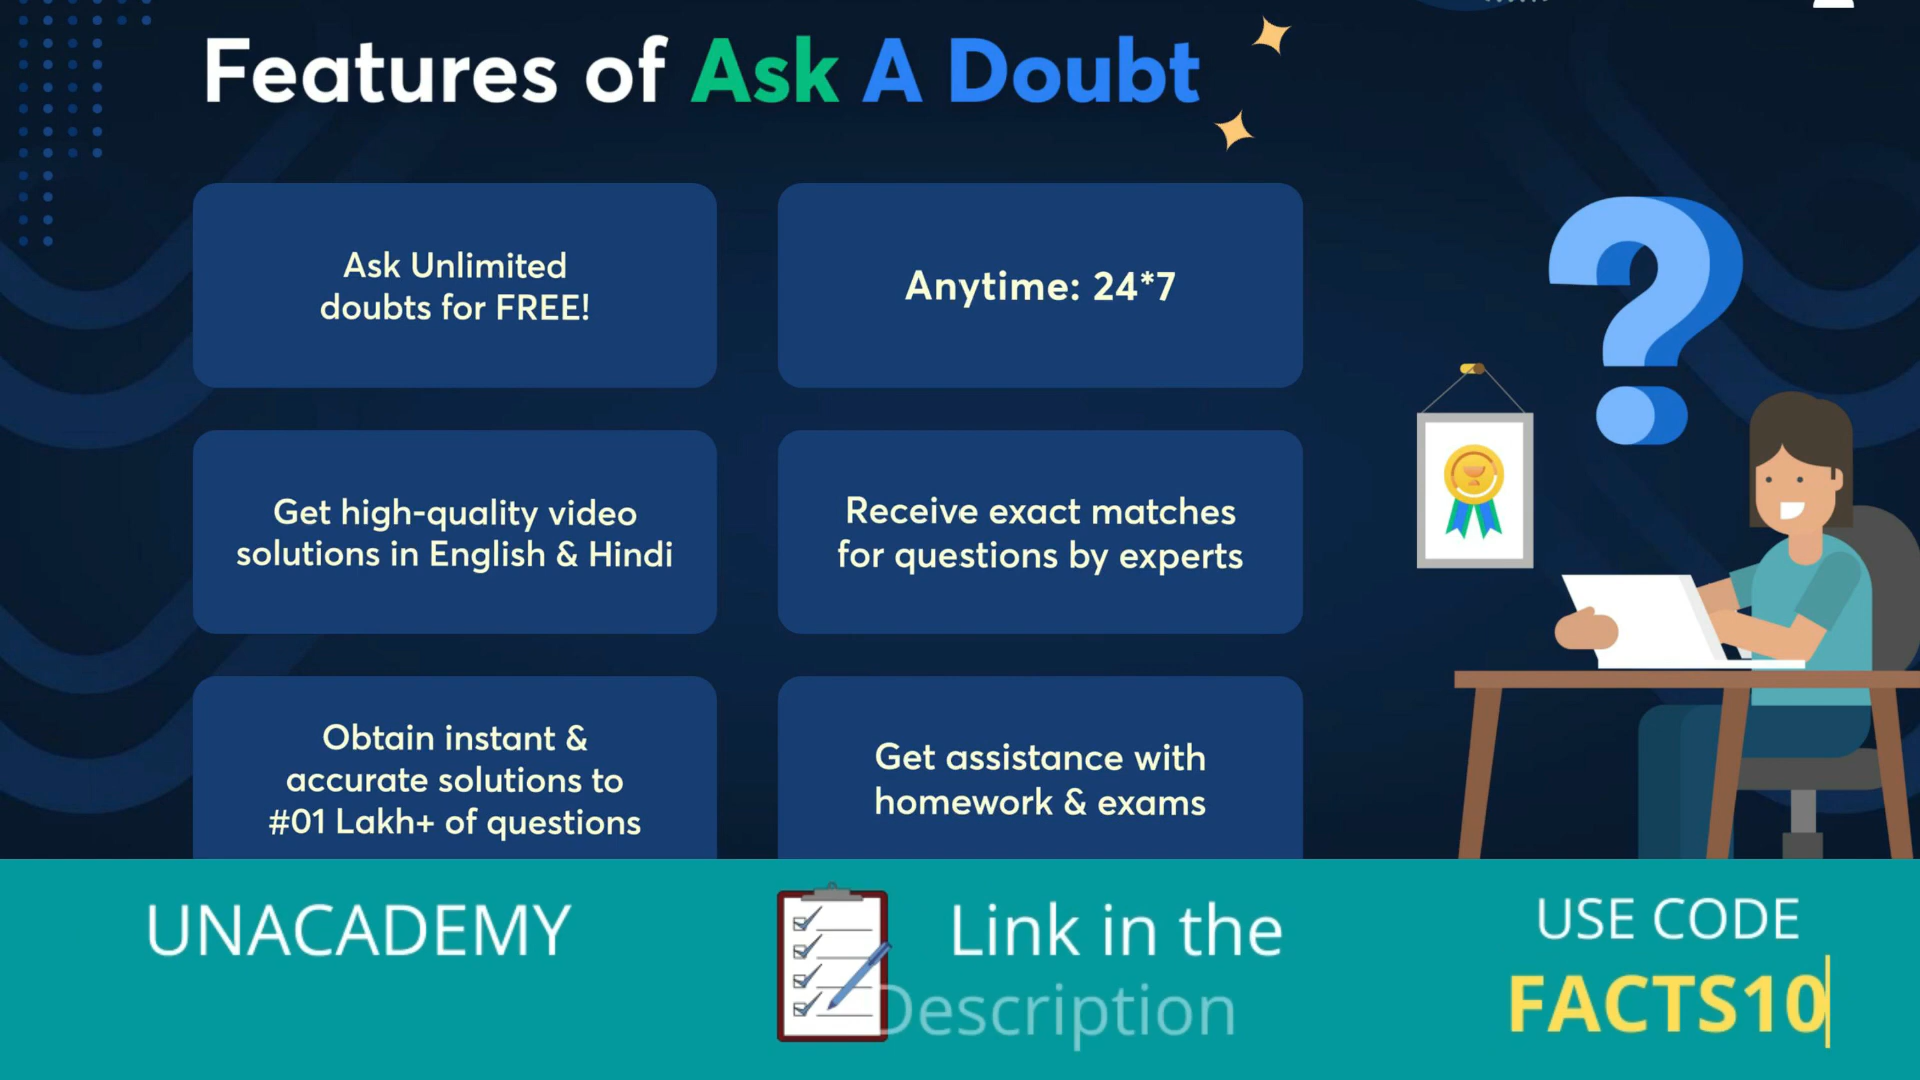 Features of Ask A Doubt
Ask Unlimited
doubts for FREE!
Anytime: 24*7
Get high-quality video
solutions in English & Hindi
Receive exact matches
for questions by experts
Obtain instant &
accurate solutions to
#01 Lakh+ of questions
Get assistance with
homework & exams
UNACADEMY
Link in the
Description
USE CODE
FACTS10